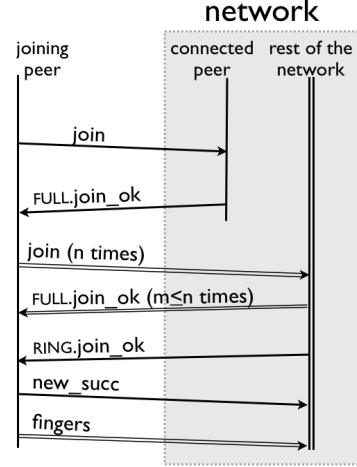 network
joining
peer
connected
peer
rest of the
network
join
FULL.join_ok
join (n times)
FULL.join_ok (m≤n times)
RING.join_ok
new_succ
fingers